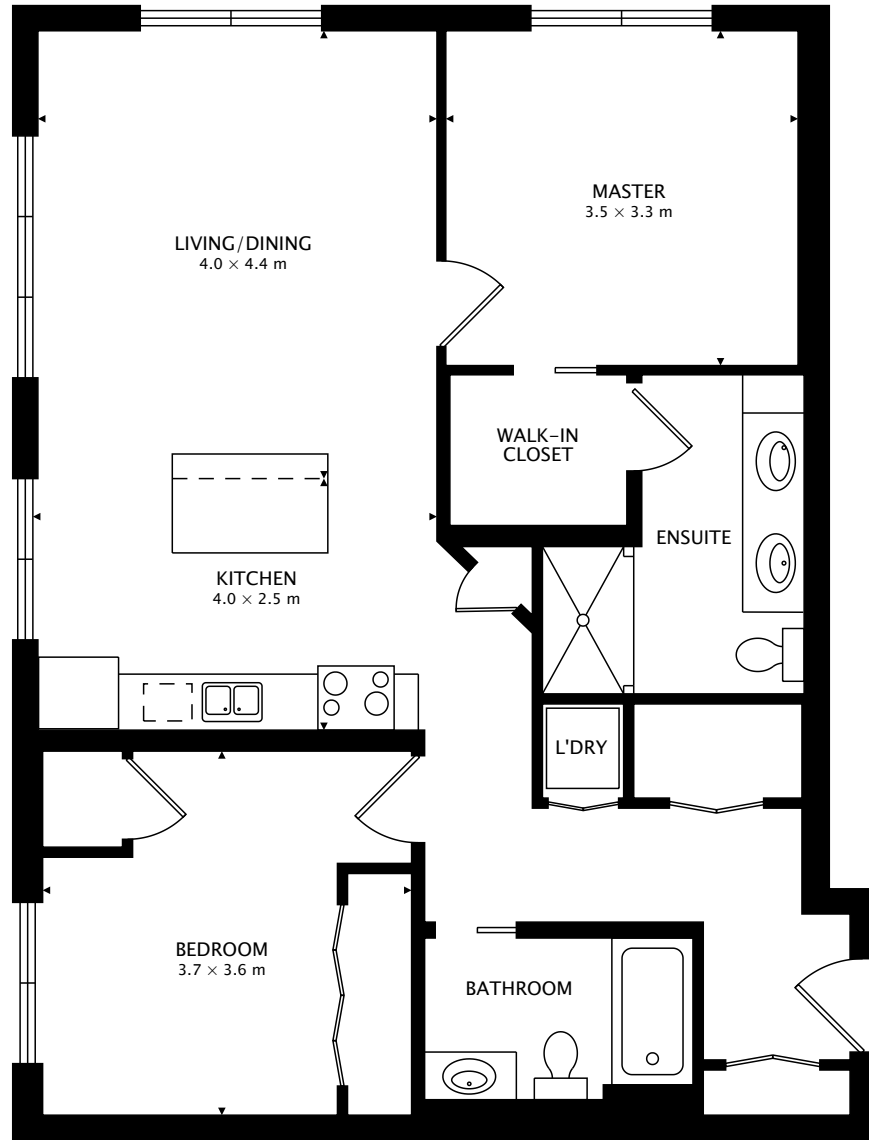 MASTER
3.5 × 3.3 m
LIVING/DINING
4.0 × 4.4 m
WALK-IN
CLOSET
ENSUITE
KITCHEN
4.0 × 2.5 m
L'DRY
BEDROOM
3.7 × 3.6 m
BATHROOM